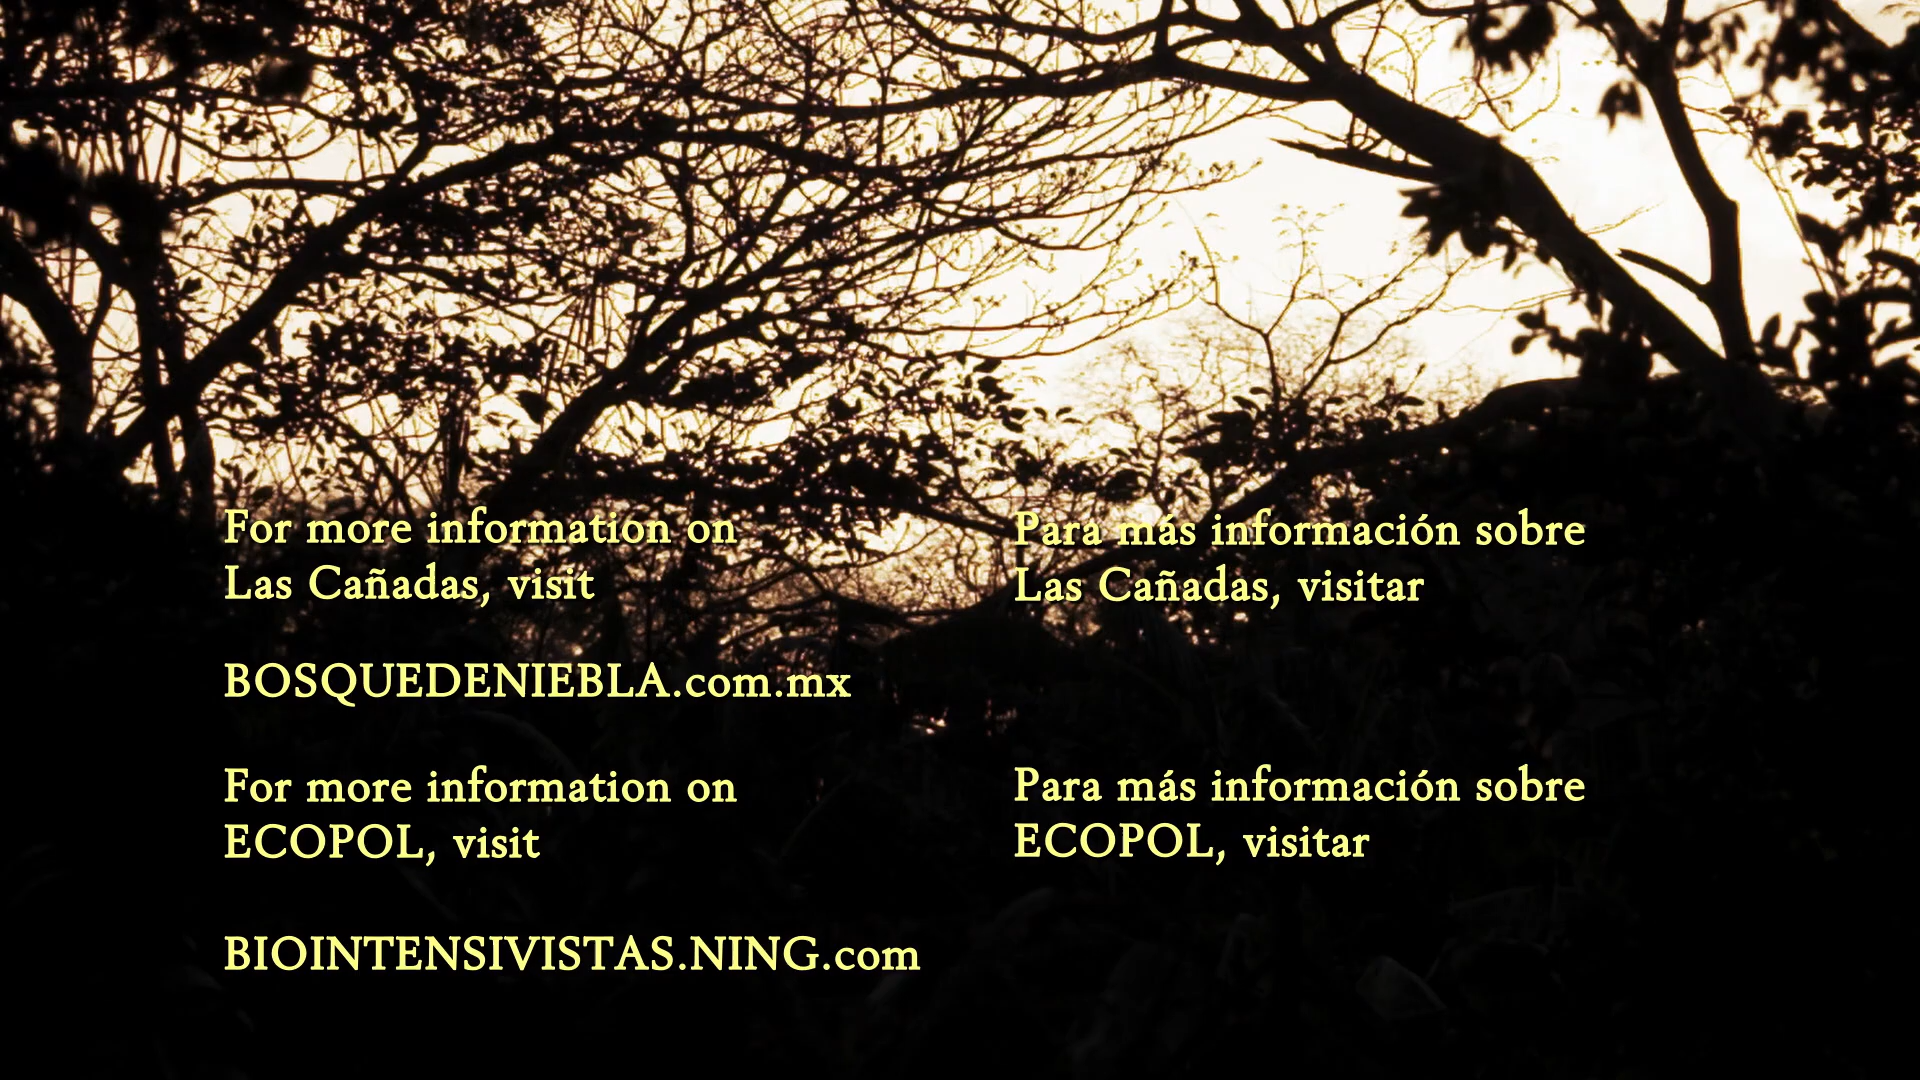 For more information on
Las Cañadas, visit
Para más información sobre
Las Cañadas, visitar
BOSQUEDENIEBLA.com.mx
For more information on
ECOPOL, visit
Para más información sobre
ECOPOL, visitar
BIOINTENSIVISTAS.NING.com